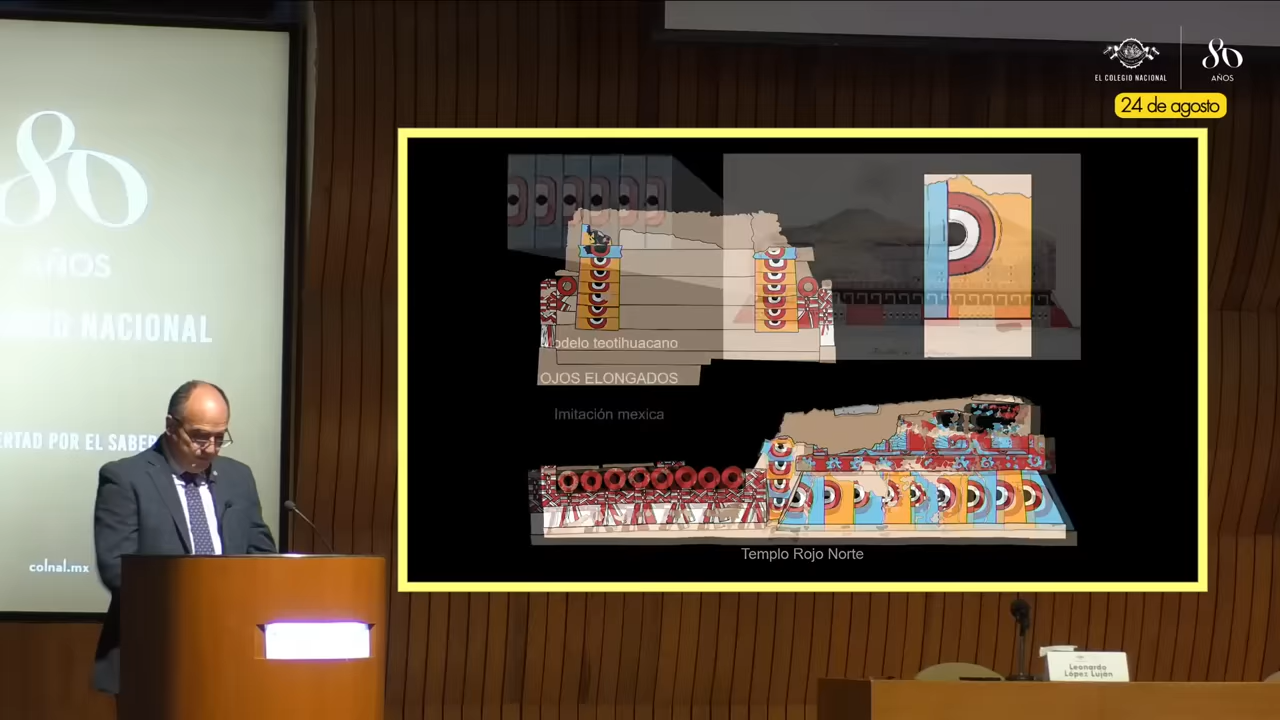 EL COLEGIO NACIONAL
80
AÑOS
24 de agosto
80
AÑOS
NACIONAL
ERTAD POR EL SABER
colnal.mx
odelo teotihuacano
OJOS ELONGADOS
Imitación mexica
Templo Rojo Norte
Leonardo
López Luján